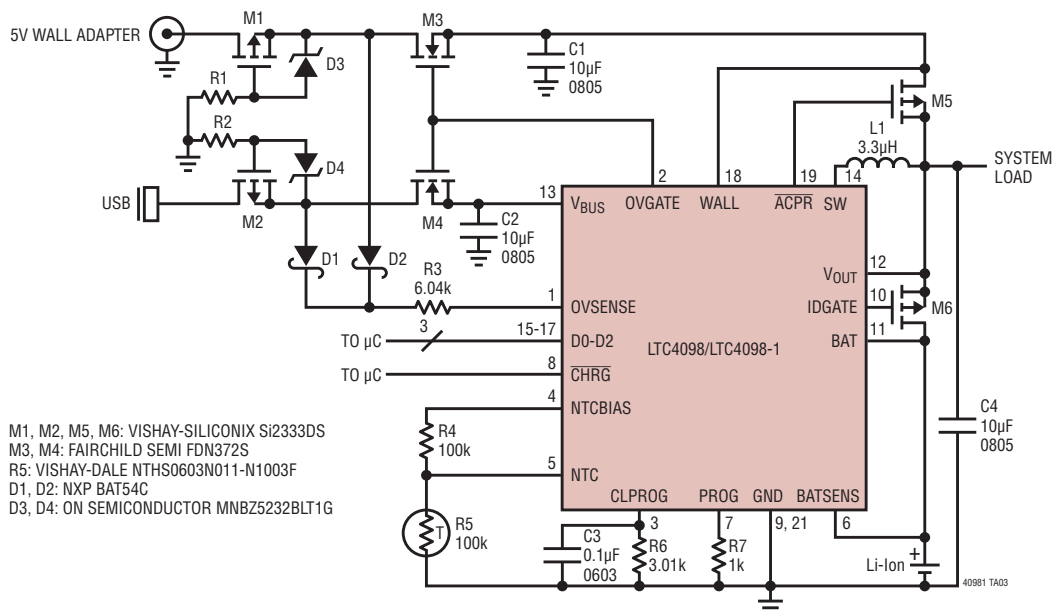 5V WALL ADAPTER
M1
M3
D3
R1
R2
D4
USB
M2
M4
C1
10µF
0805
M5
L1
3.3µH
SYSTEM
LOAD
13
2
18
19
14
VBUS
OVGATE
WALL
ACPR
SW
C2
10µF
0805
D1
D2
R3
6.04k
12
VOUT
1
OVSENSE
IDGATE
10
M6
3
TO µC
15-17
D0-D2
LTC4098/LTC4098-1
BAT
11
TO µC
8
CHRG
4
NTCBIAS
C4
10µF
0805
M1, M2, M5, M6: VISHAY-SILICONIX Si2333DS
M3, M4: FAIRCHILD SEMI FDN372S
R5: VISHAY-DALE NTHS0603N011-N1003F
D1, D2: NXP BAT54C
D3, D4: ON SEMICONDUCTOR MNBZ5232BLT1G
R4
100k
5
NTC
CLPROG
PROG
GND
BATSENS
3
7
9, 21
6
T
R5
100k
C3
0.1µF
0603
R6
3.01k
R7
1k
Li-Ion
+
40981 TA03